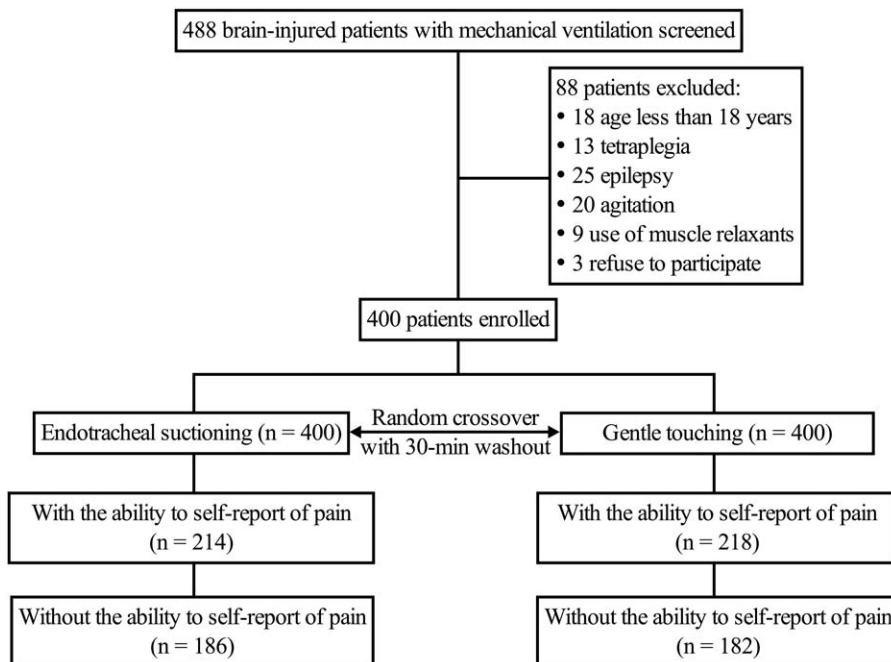 488 brain-injured patients with mechanical ventilation screened
88 patients excluded:
• 18 age less than 18 years
• 13 tetraplegia
• 25 epilepsy
• 20 agitation
• 9 use of muscle relaxants
• 3 refuse to participate
400 patients enrolled
Endotracheal suctioning (n = 400)
Random crossover
with 30-min washout
Gentle touching (n = 400)
With the ability to self-report of pain
(n = 214)
With the ability to self-report of pain
(n = 218)
Without the ability to self-report of pain
(n = 186)
Without the ability to self-report of pain
(n = 182)